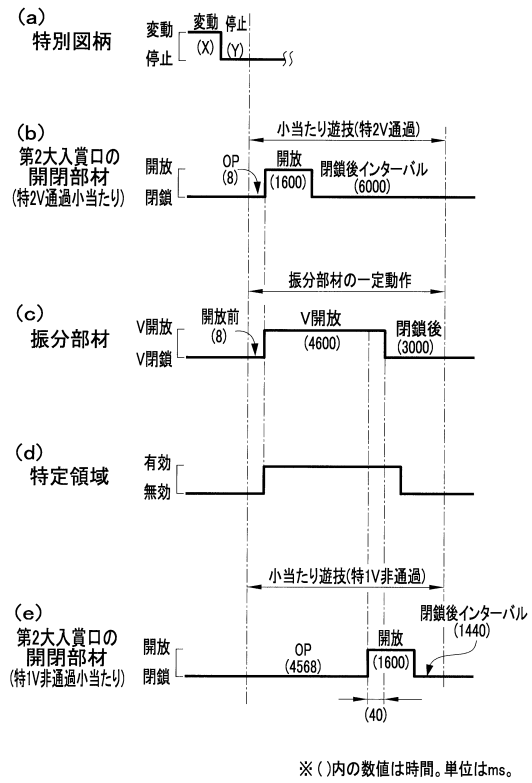 (a)
特別図柄
変動
停止
変動
(X)
停止
(Y)
小当たり遊技(特2V通過)
(b)
第2大入賞口の
開閉部材
(特2V通過小当たり)
開放
閉鎖
OP
(8)
開放
(1600)
閉鎖後インターバル
(6000)
振分部材の一定動作
(c)
振分部材
V開放
V閉鎖
開放前
(8)
V開放
(4600)
閉鎖後
(3000)
(d)
特定領域
有効
無効
小当たり遊技(特1V非通過)
(e)
第2大入賞口の
開閉部材
(特1V非通過小当たり)
開放
閉鎖
OP
(4568)
開放
(1600)
閉鎖後インターバル
(1440)
(40)
※()内の数値は時間。単位はms。